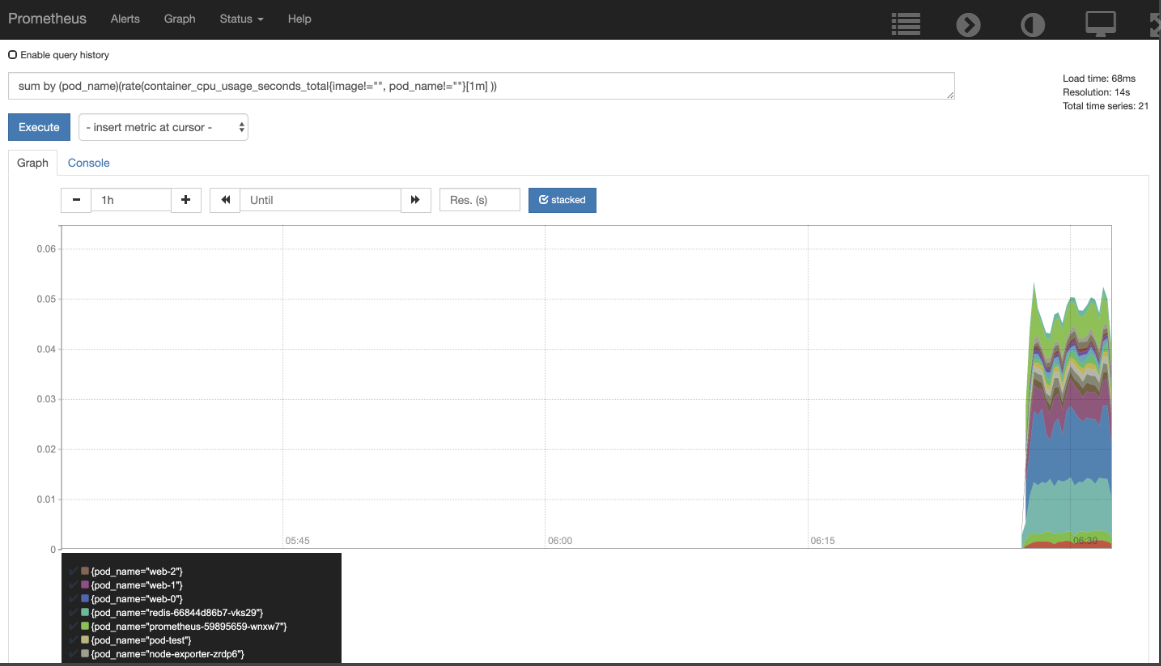 Prometheus Alerts Graph Status Help
Enable query history
sum by (pod_name)(rate(container_cpu_usage_seconds_total{image!="", pod_name!=""}[1m] ))
Load time: 68ms
Resolution: 14s
Total time series: 21
Execute - insert metric at cursor -
Graph Console
- 1h + Until Res. (s) stacked
0.06
0.05
0.04
0.03
0.02
0.01
0
05:45 06:00 06:15 06:30
{pod_name="web-2"}
{pod_name="web-1"}
{pod_name="web-0"}
{pod_name="redis-66844d86b7-vks29"}
{pod_name="prometheus-59895659-wnxw7"}
{pod_name="pod-test"}
{pod_name="node-exporter-zrdp6"}